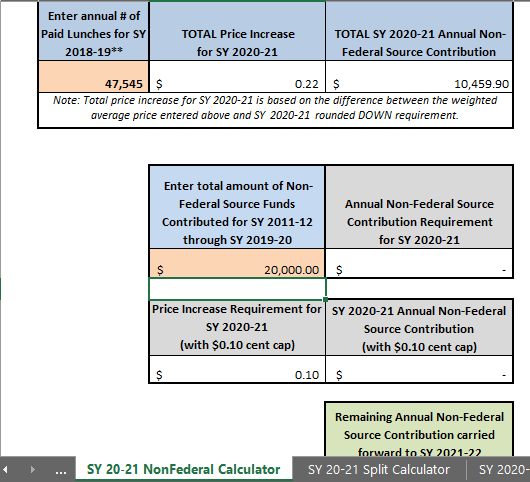 Enter annual # of
Paid Lunches for SY
2018-19**
TOTAL Price Increase
for SY 2020-21
TOTAL SY 2020-21 Annual Non-
Federal Source Contribution
47,545 $ 0.22 $ 10,459.90
Note: Total price increase for SY 2020-21 is based on the difference between the weighted
average price entered above and SY 2020-21 rounded DOWN requirement.
Enter total amount of Non-
Federal Source Funds
Contributed for SY 2011-12
through SY 2019-20
Annual Non-Federal Source
Contribution Requirement
for SY 2020-21
$ 20,000.00 $ -
Price Increase Requirement for
SY 2020-21
(with $0.10 cent cap)
SY 2020-21 Annual Non-Federal
Source Contribution
(with $0.10 cent cap)
$ 0.10 $ -
Remaining Annual Non-Federal
Source Contribution carried
forward to SY 2021-22
... SY 20-21 NonFederal Calculator SY 20-21 Split Calculator SY 2020-